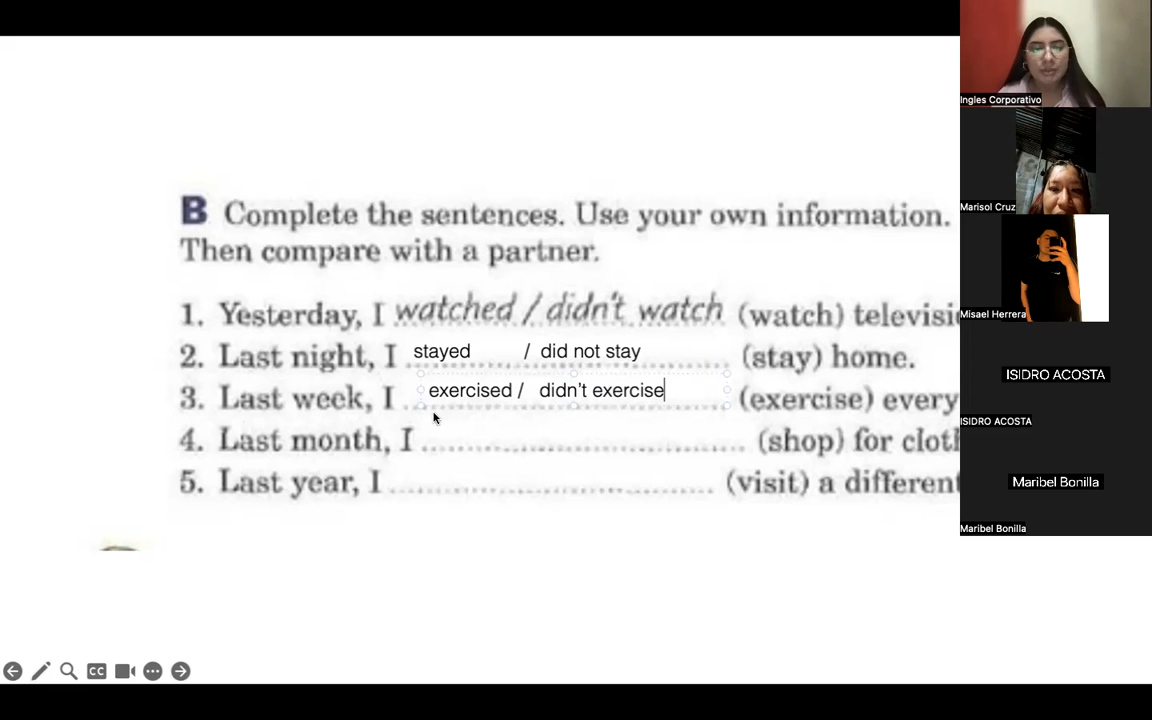 B Complete the sentences. Use your own information.
Then compare with a partner.
1. Yesterday, I watched / didn't watch (watch) televisi
2. Last night, I stayed / did not stay (stay) home.
3. Last week, I exercised / didn't exercise (exercise) every
4. Last month, I (shop) for clot
5. Last year, I (visit) a different
Ingles Corporativo
Marisol Cruz
Misael Herrera
ISIDRO ACOSTA
ISIDRO ACOSTA
Maribel Bonilla
Maribel Bonilla
CC